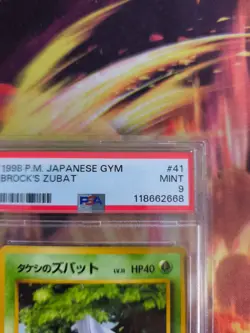 1998 P.M. JAPANESE GYM #41
BROCK'S ZUBAT MINT
9
PSA 118662668
タケシのズバット LV.11 HP40